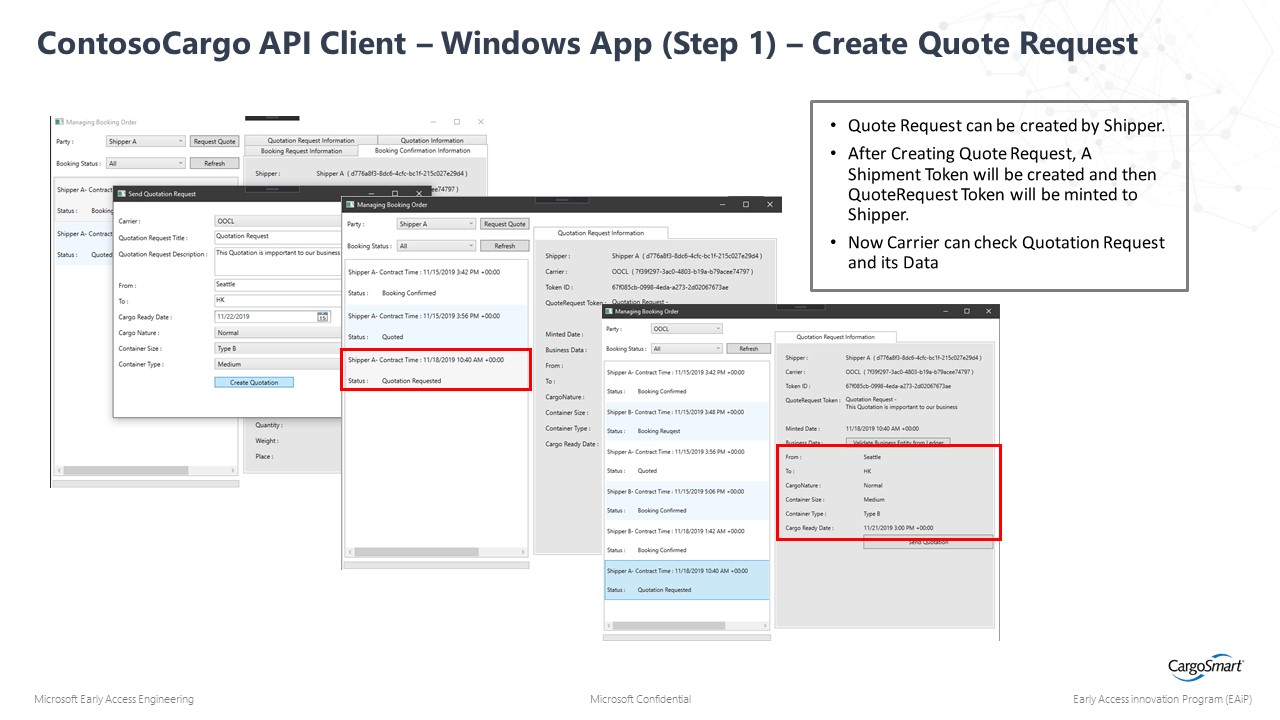 ContosoCargo API Client – Windows App (Step 1) – Create Quote Request
• Quote Request can be created by Shipper.
• After Creating Quote Request, A
Shipment Token will be created and then
QuoteRequest Token will be minted to
Shipper.
• Now Carrier can check Quotation Request
and its Data
Managing Booking Order
Party : Shipper A Request Quote
Booking Status : All Refresh
Quotation Request Information Quotation Information
Booking Request Information Booking Confirmation Information
Shipper : Shipper A ( d776a8f3-8dc6-4cfc-bc1f-215c027e29d4 )
ee74797 )
Shipper A- Contract
Status : Booking
Shipper A- Contract
Status : Quoted
Quantity :
Weight :
Place :
Send Quotation Request
Carrier : OOCL
Quotation Request Title : Quotation Request
Quotation Request Description : This Quotation is impportant to our business
From : Seattle
To : HK
Cargo Ready Date : 11/22/2019 15
Cargo Nature : Normal
Container Size : Type B
Container Type : Medium
Create Quotation
Managing Booking Order
Party : Shipper A Request Quote
Booking Status : All Refresh
Shipper A- Contract Time : 11/15/2019 3:42 PM +00:00
Status : Booking Confirmed
Shipper A- Contract Time : 11/15/2019 3:56 PM +00:00
Status : Quoted
Shipper A- Contract Time : 11/18/2019 10:40 AM +00:00
Status : Quotation Requested
Quotation Request Information
Shipper : Shipper A ( d776a8f3-8dc6-4cfc-bc1f-215c027e29d4 )
Carrier : OOCL ( 7f39f297-3ac0-4803-b19a-b79acee74797 )
Token ID : 67f085cb-0998-4eda-a273-2d02067673ae
QuoteRequest Token : Quotation Request -
Minted Date :
Business Data :
From :
To :
CargoNature :
Container Size :
Container Type :
Cargo Ready Date :
Managing Booking Order
Party : OOCL
Booking Status : All Refresh
Shipper A- Contract Time : 11/15/2019 3:42 PM +00:00
Status : Booking Confirmed
Shipper B- Contract Time : 11/15/2019 3:48 PM +00:00
Status : Booking Reuqest
Shipper A- Contract Time : 11/15/2019 3:56 PM +00:00
Status : Quoted
Shipper B- Contract Time : 11/15/2019 5:06 PM +00:00
Status : Booking Confirmed
Shipper B- Contract Time : 11/18/2019 1:42 AM +00:00
Status : Booking Confirmed
Shipper A- Contract Time : 11/18/2019 10:40 AM +00:00
Status : Quotation Requested
Quotation Request Information
Shipper : Shipper A ( d776a8f3-8dc6-4cfc-bc1f-215c027e29d4 )
Carrier : OOCL ( 7f39f297-3ac0-4803-b19a-b79acee74797 )
Token ID : 67f085cb-0998-4eda-a273-2d02067673ae
QuoteRequest Token : Quotation Request -
This Quotation is impportant to our business
Minted Date : 11/18/2019 10:40 AM +00:00
Business Data : Validate Business Entity from Ledger
From : Seattle
To : HK
CargoNature : Normal
Container Size : Medium
Container Type : Type B
Cargo Ready Date : 11/21/2019 3:00 PM +00:00
Send Quotation
CargoSmart
Microsoft Early Access Engineering
Microsoft Confidential
Early Access innovation Program (EAiP)